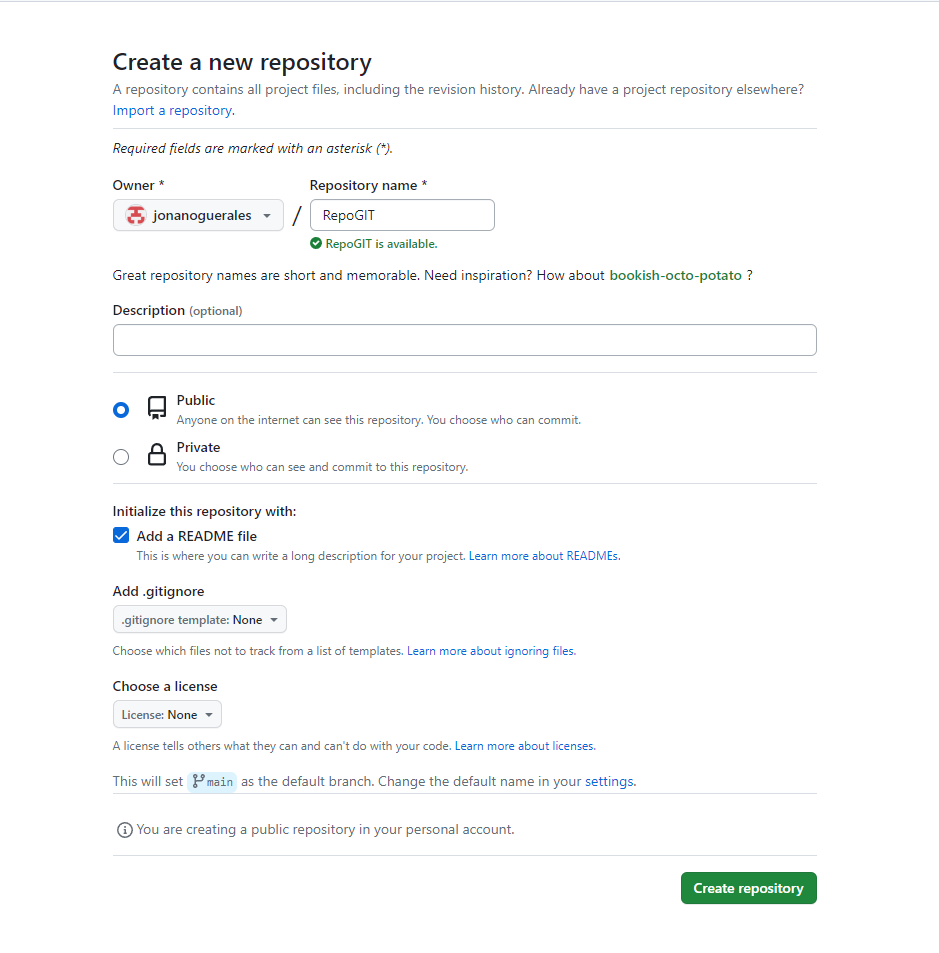 Create a new repository
A repository contains all project files, including the revision history. Already have a project repository elsewhere?
Import a repository.
Required fields are marked with an asterisk (*).
Owner * Repository name *
jonanoguerales / RepoGIT
RepoGIT is available.
Great repository names are short and memorable. Need inspiration? How about bookish-octo-potato ?
Description (optional)
Public
Anyone on the internet can see this repository. You choose who can commit.
Private
You choose who can see and commit to this repository.
Initialize this repository with:
Add a README file
This is where you can write a long description for your project. Learn more about READMEs.
Add .gitignore
.gitignore template: None
Choose which files not to track from a list of templates. Learn more about ignoring files.
Choose a license
License: None
A license tells others what they can and can't do with your code. Learn more about licenses.
This will set main as the default branch. Change the default name in your settings.
You are creating a public repository in your personal account.
Create repository